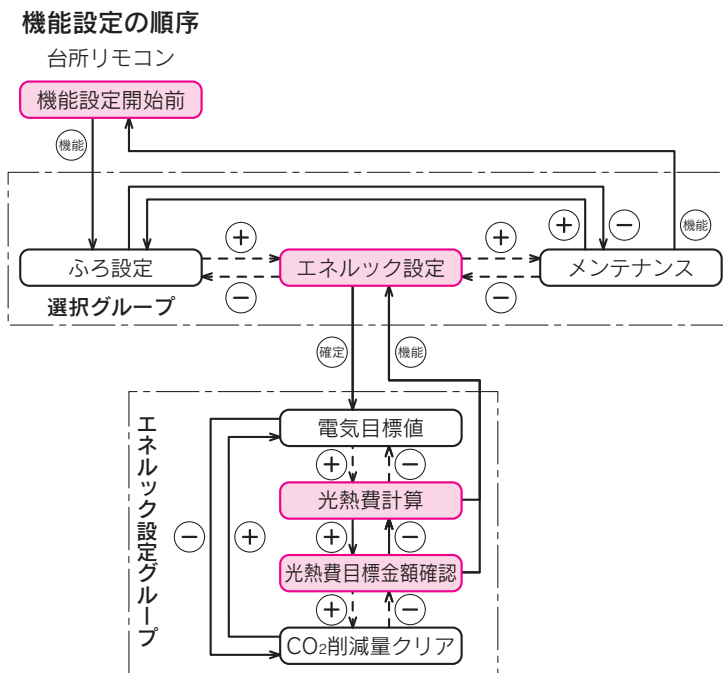 機能設定の順序
台所リモコン
機能設定開始前
機能
＋
－
機能
＋
＋
ふろ設定
エネルック設定
メンテナンス
－
－
選択グループ
確定
機能
エネルック設定グループ
電気目標値
＋
－
光熱費計算
－
＋
＋
－
光熱費目標金額確認
＋
－
CO₂削減量クリア